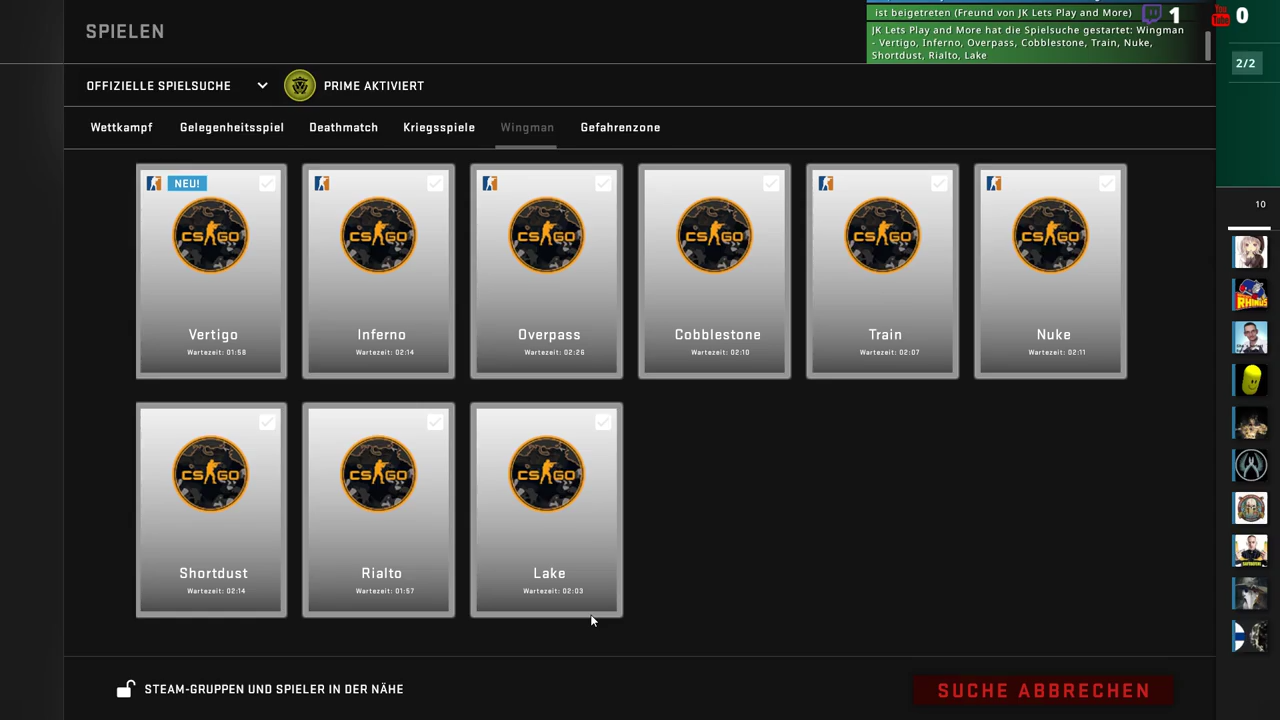 SPIELEN
ist beigetreten (Freund von JK Lets Play and More)
JK Lets Play and More hat die Spielsuche gestartet: Wingman
- Vertigo, Inferno, Overpass, Cobblestone, Train, Nuke,
Shortdust, Rialto, Lake
1
You
Tube
0
2/2
OFFIZIELLE SPIELSUCHE
PRIME AKTIVIERT
Wettkampf
Gelegenheitsspiel
Deathmatch
Kriegsspiele
Wingman
Gefahrenzone
10
NEU!
CS GO
CS GO
CS GO
CS GO
CS GO
CS GO
Vertigo
Inferno
Overpass
Cobblestone
Train
Nuke
Wartezeit: 01:58
Wartezeit: 02:14
Wartezeit: 02:26
Wartezeit: 02:10
Wartezeit: 02:07
Wartezeit: 02:11
RHINOS
CS GO
CS GO
CS GO
Shortdust
Rialto
Lake
Wartezeit: 02:14
Wartezeit: 01:57
Wartezeit: 02:03
STEAM-GRUPPEN UND SPIELER IN DER NÄHE
SUCHE ABBRECHEN